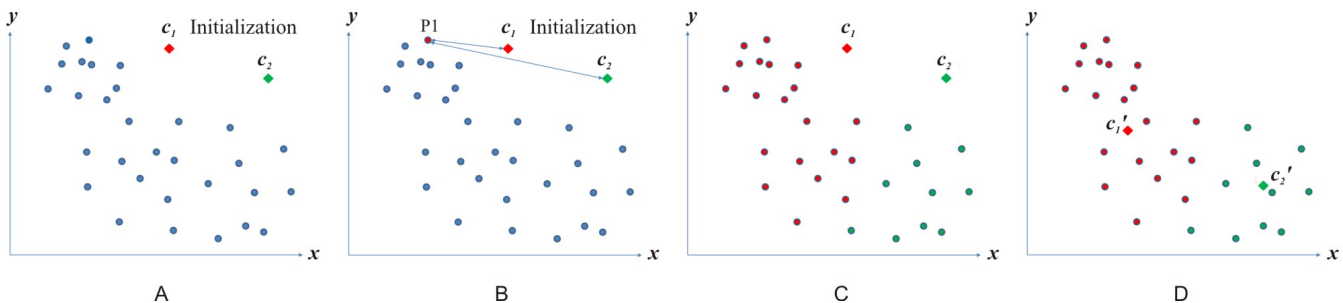 y
c₁ Initialization
c₂
x
A
y
P1 c₁ Initialization
c₂
x
B
y
c₁
c₂
x
C
y
c₁′
c₂′
x
D